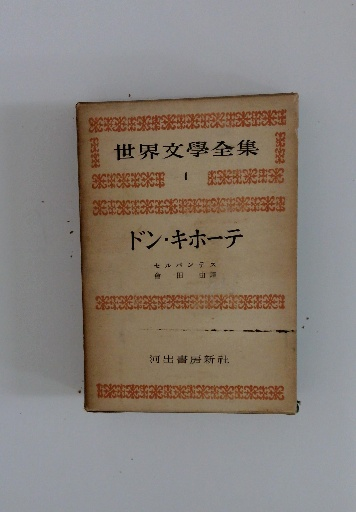 世界文學全集
1
ドン・キホーテ
セルバンテス
會田由譯
河出書房新社